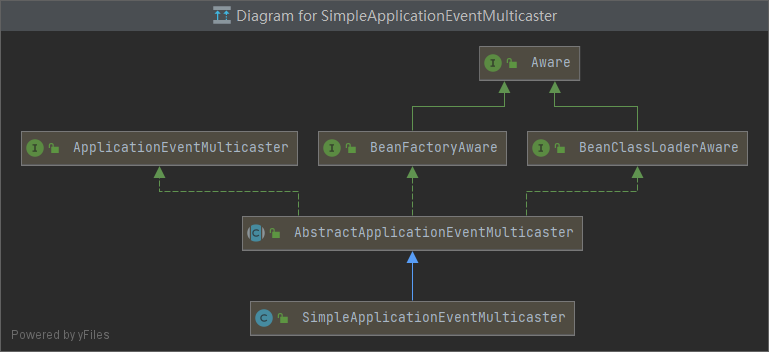 Diagram for SimpleApplicationEventMulticaster
I Aware
I ApplicationEventMulticaster
I BeanFactoryAware
I BeanClassLoaderAware
C AbstractApplicationEventMulticaster
C SimpleApplicationEventMulticaster
Powered by yFiles